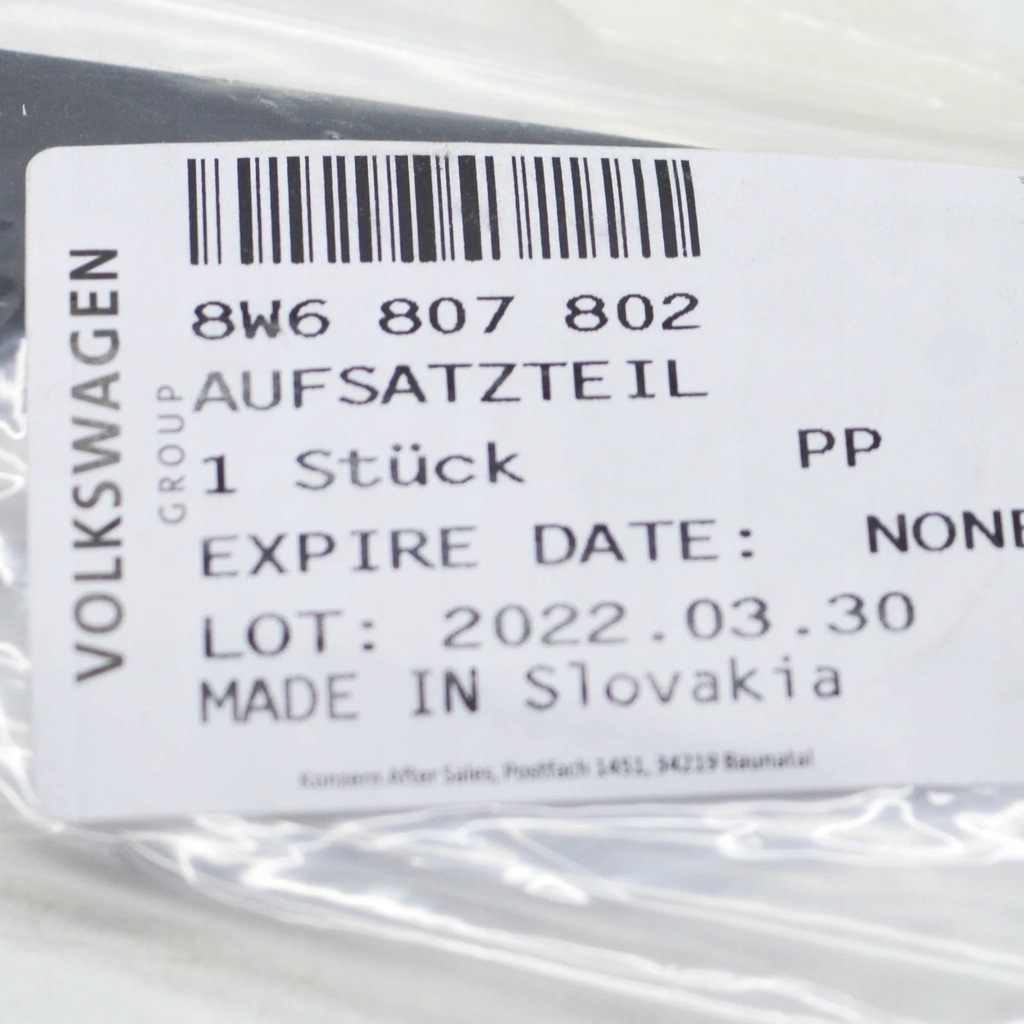 VOLKSWAGEN
GROUP
8W6 807 802
AUFSATZTEIL
1 Stück PP
EXPIRE DATE: NONE
LOT: 2022.03.30
MADE IN Slovakia
Konzern After Sales, Postfach 1451, 34219 Baunatal